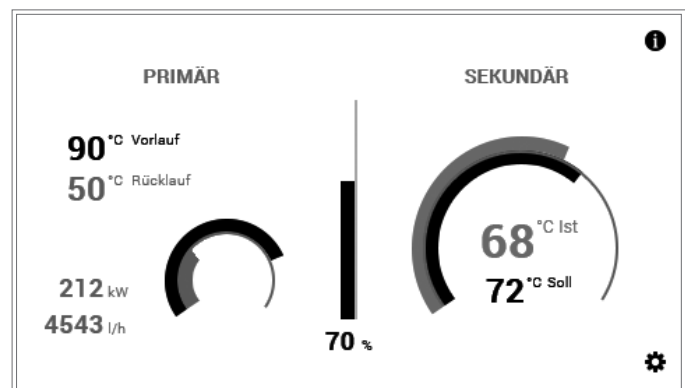 PRIMÄR
90 °C Vorlauf
50 °C Rücklauf
212 kW
4543 l/h
70 %
SEKUNDÄR
68 °C Ist
72 °C Soll